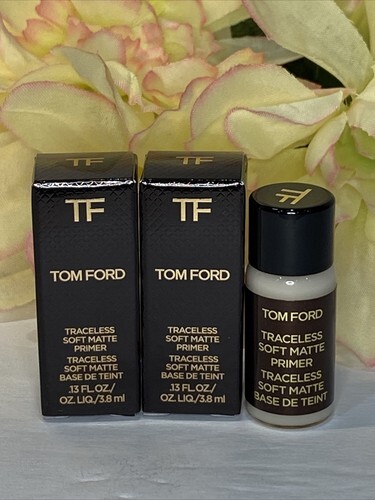 TF
TOM FORD
TRACELESS
SOFT MATTE
PRIMER
TRACELESS
SOFT MATTE
BASE DE TEINT
.13 FL.OZ/
OZ. LIQ/3.8 ml
TF
TOM FORD
TRACELESS
SOFT MATTE
PRIMER
TRACELESS
SOFT MATTE
BASE DE TEINT
.13 FL.OZ/
OZ. LIQ/3.8 ml
TF
TOM FORD
TRACELESS
SOFT MATTE
PRIMER
TRACELESS
SOFT MATTE
BASE DE TEINT